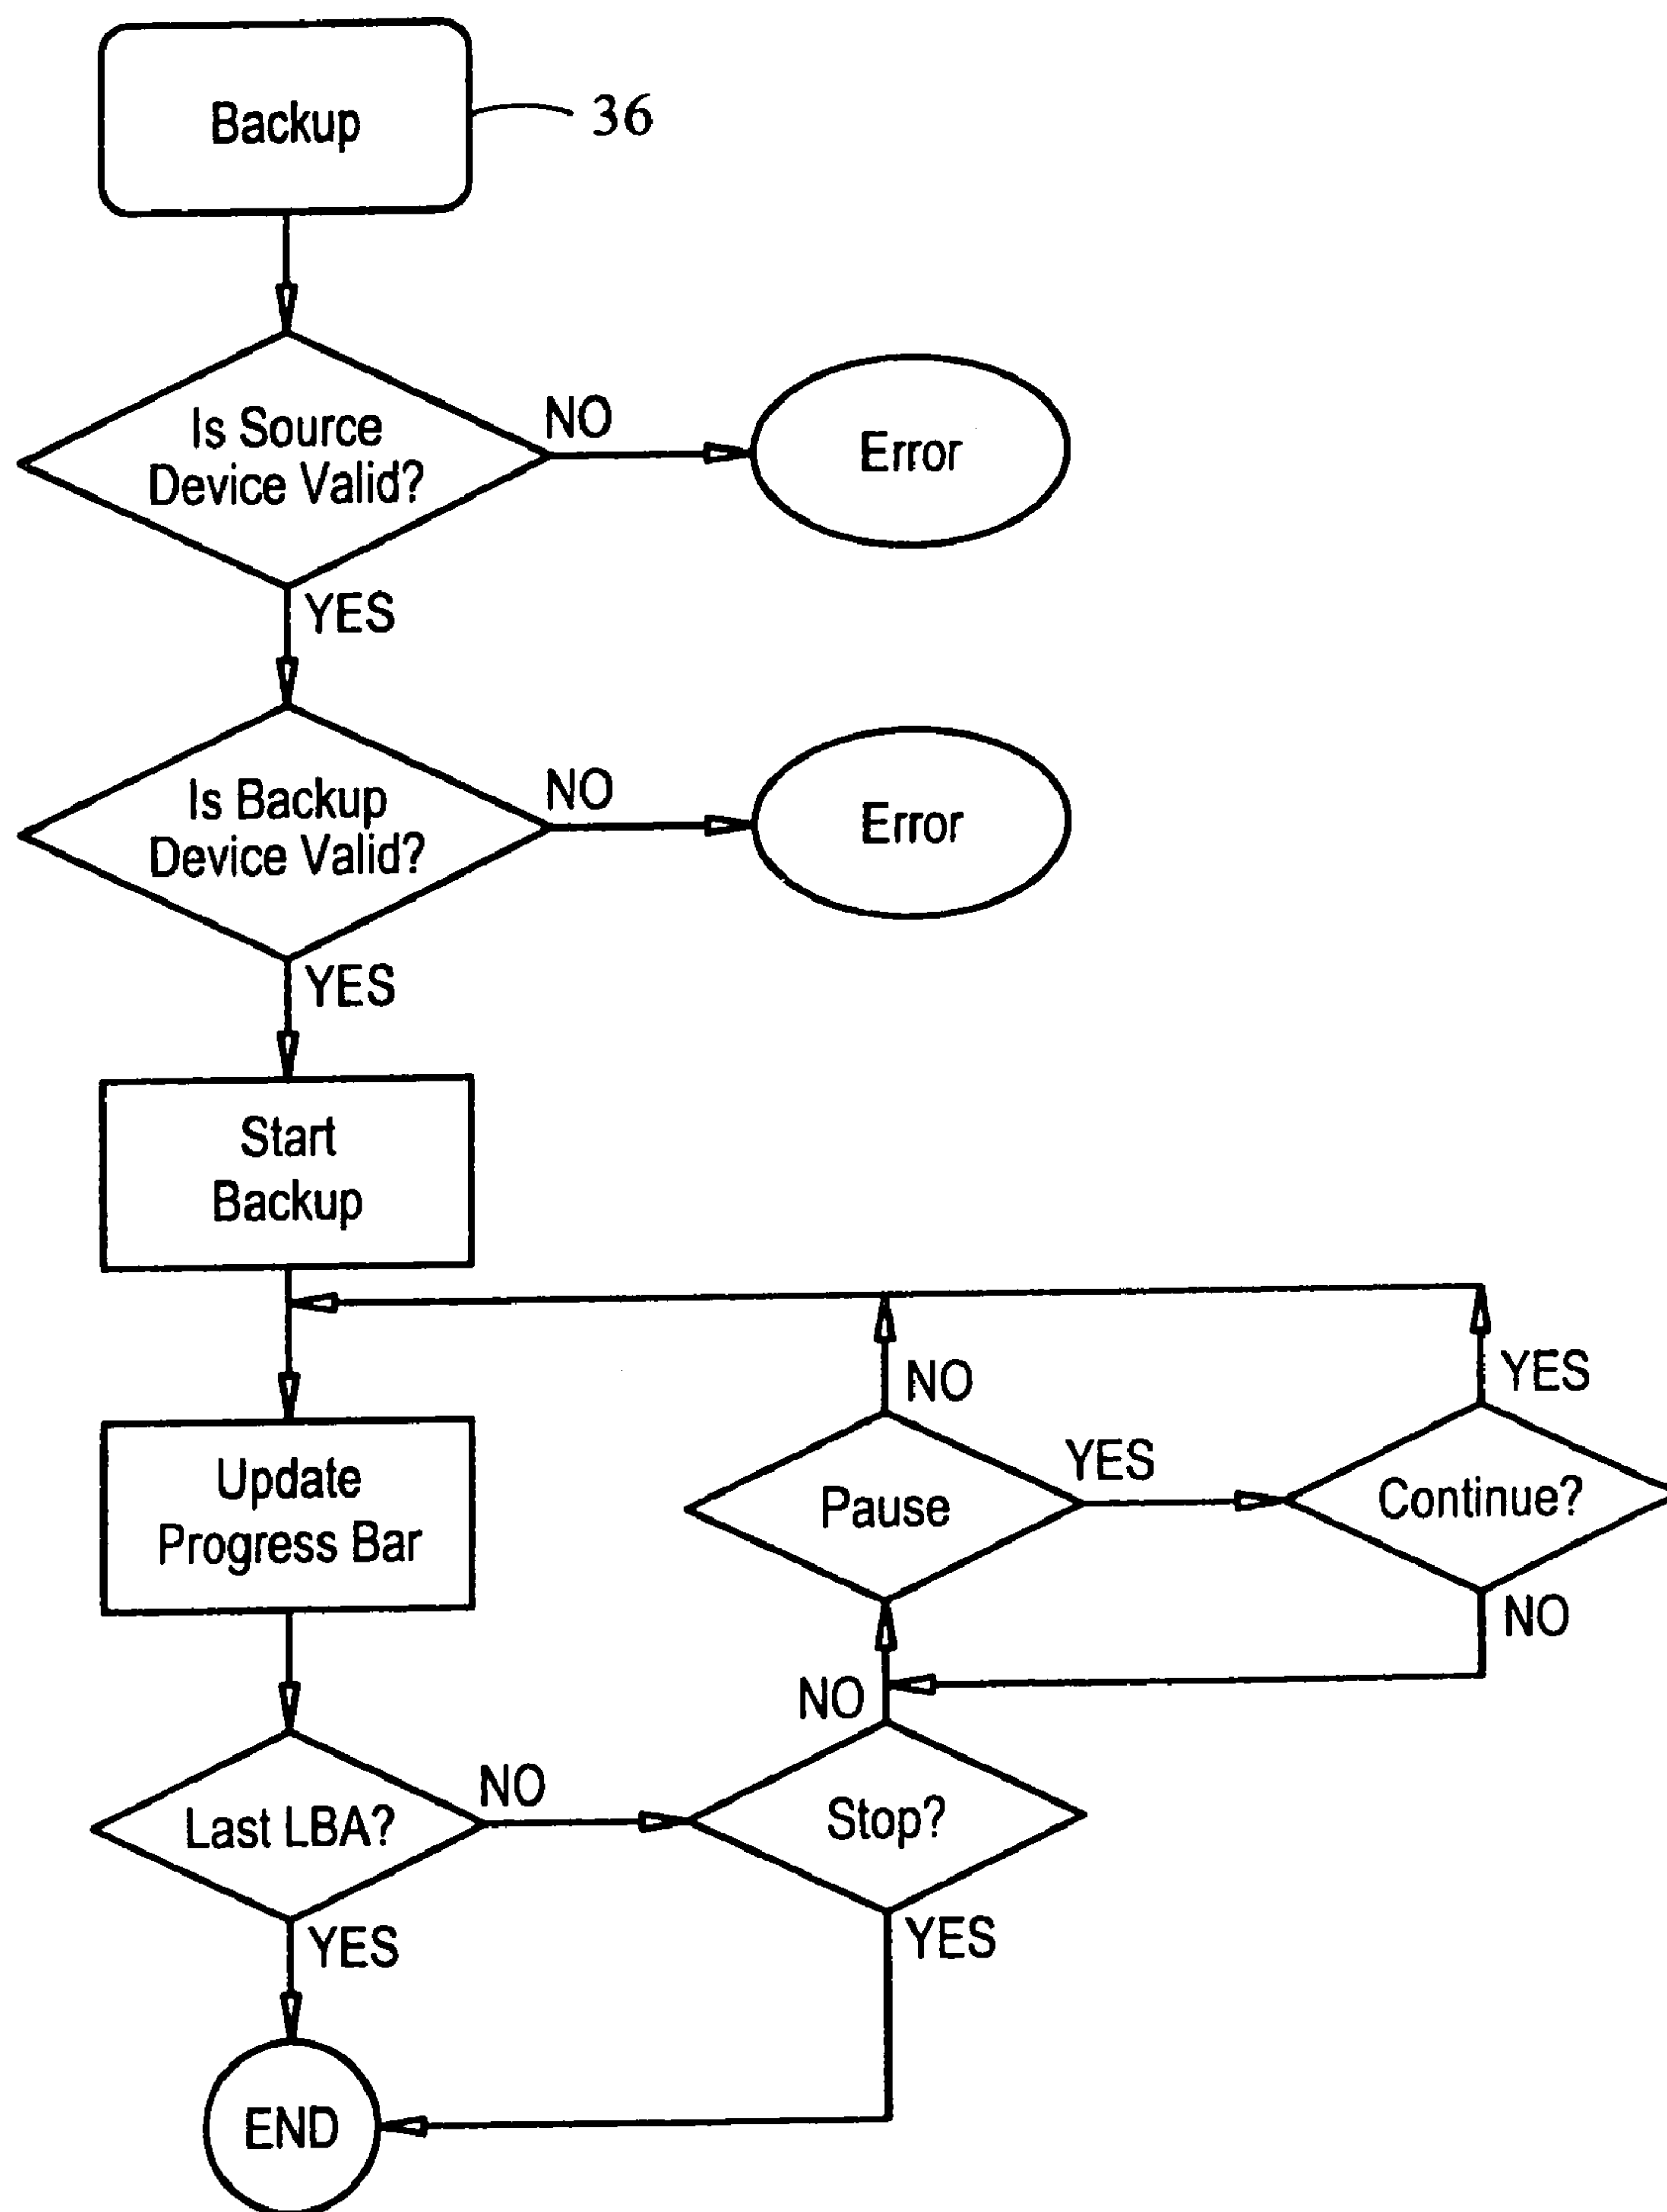 Backup
36
Is Source
Device Valid?
NO
Error
YES
Is Backup
Device Valid?
NO
Error
YES
Start
Backup
NO
YES
Update
Progress Bar
Pause
YES
Continue?
NO
NO
Last LBA?
NO
Stop?
YES
YES
END